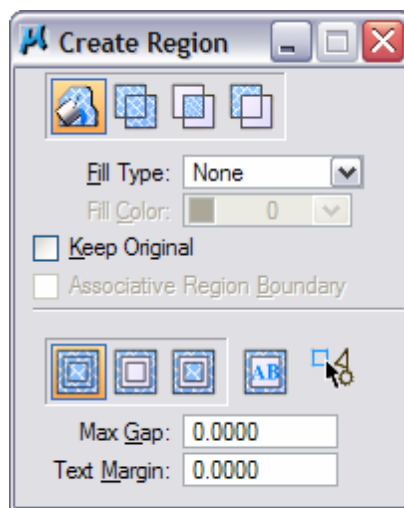 Create Region
Fill Type: None
Fill Color: 0
Keep Original
Associative Region Boundary
AB
Max Gap: 0.0000
Text Margin: 0.0000